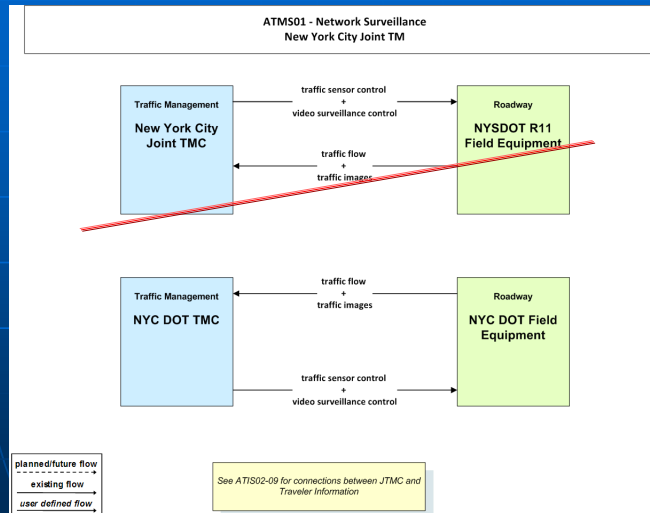 ATMS01 - Network Surveillance
New York City Joint TM
traffic sensor control
+
video surveillance control
Traffic Management
New York City
Joint TMC
Roadway
NYSDOT R11
Field Equipment
traffic flow
+
traffic images
traffic flow
+
traffic images
Traffic Management
NYC DOT TMC
Roadway
NYC DOT Field
Equipment
traffic sensor control
+
video surveillance control
planned/future flow
existing flow
user defined flow
See ATIS02-09 for connections between JTMC and
Traveler Information